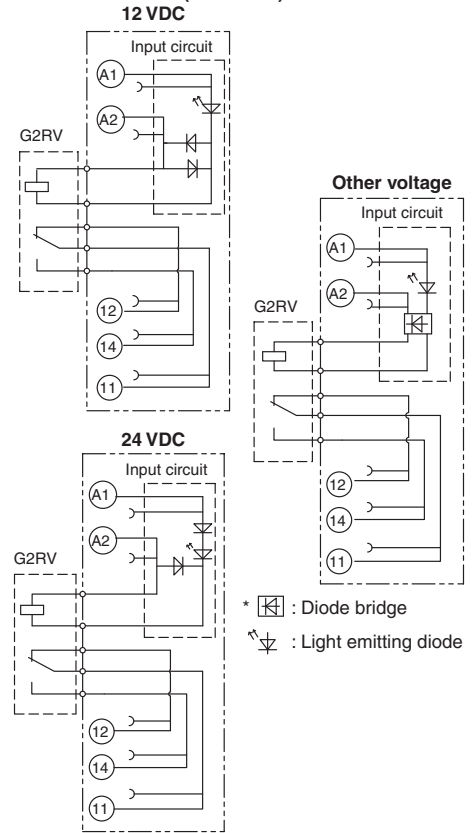 12 VDC
Input circuit
A1
A2
G2RV
12
14
11
Other voltage
Input circuit
A1
A2
G2RV
12
14
11
24 VDC
Input circuit
A1
A2
G2RV
12
14
11
* : Diode bridge
: Light emitting diode